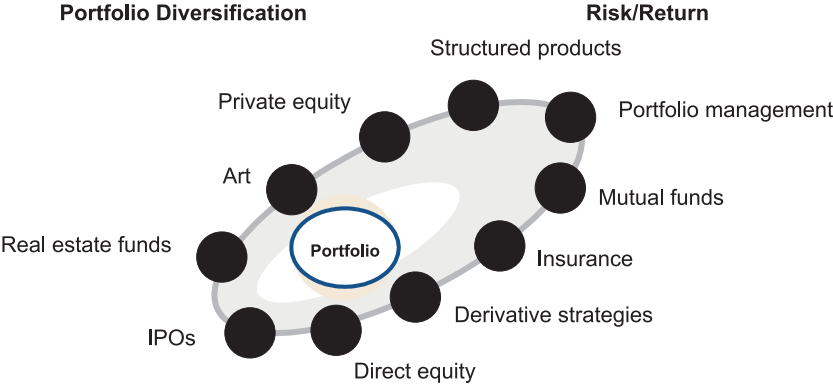 Portfolio Diversification
Risk/Return
Structured products
Private equity
Portfolio management
Art
Mutual funds
Real estate funds
Portfolio
Insurance
Derivative strategies
IPOs
Direct equity